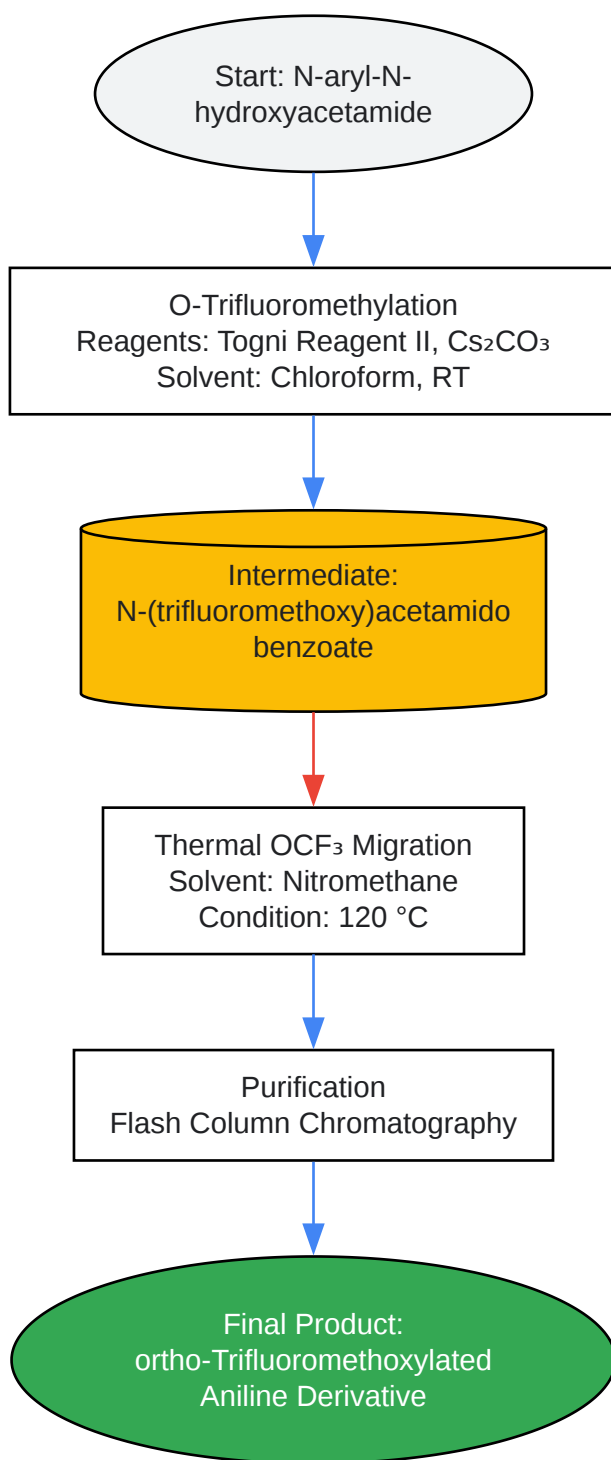 Start: N-aryl-N-
hydroxyacetamide
O-Trifluoromethylation
Reagents: Togni Reagent II, Cs₂CO₃
Solvent: Chloroform, RT
Intermediate:
N-(trifluoromethoxy)acetamido
benzoate
Thermal OCF₃ Migration
Solvent: Nitromethane
Condition: 120 °C
Purification
Flash Column Chromatography
Final Product:
ortho-Trifluoromethoxylated
Aniline Derivative